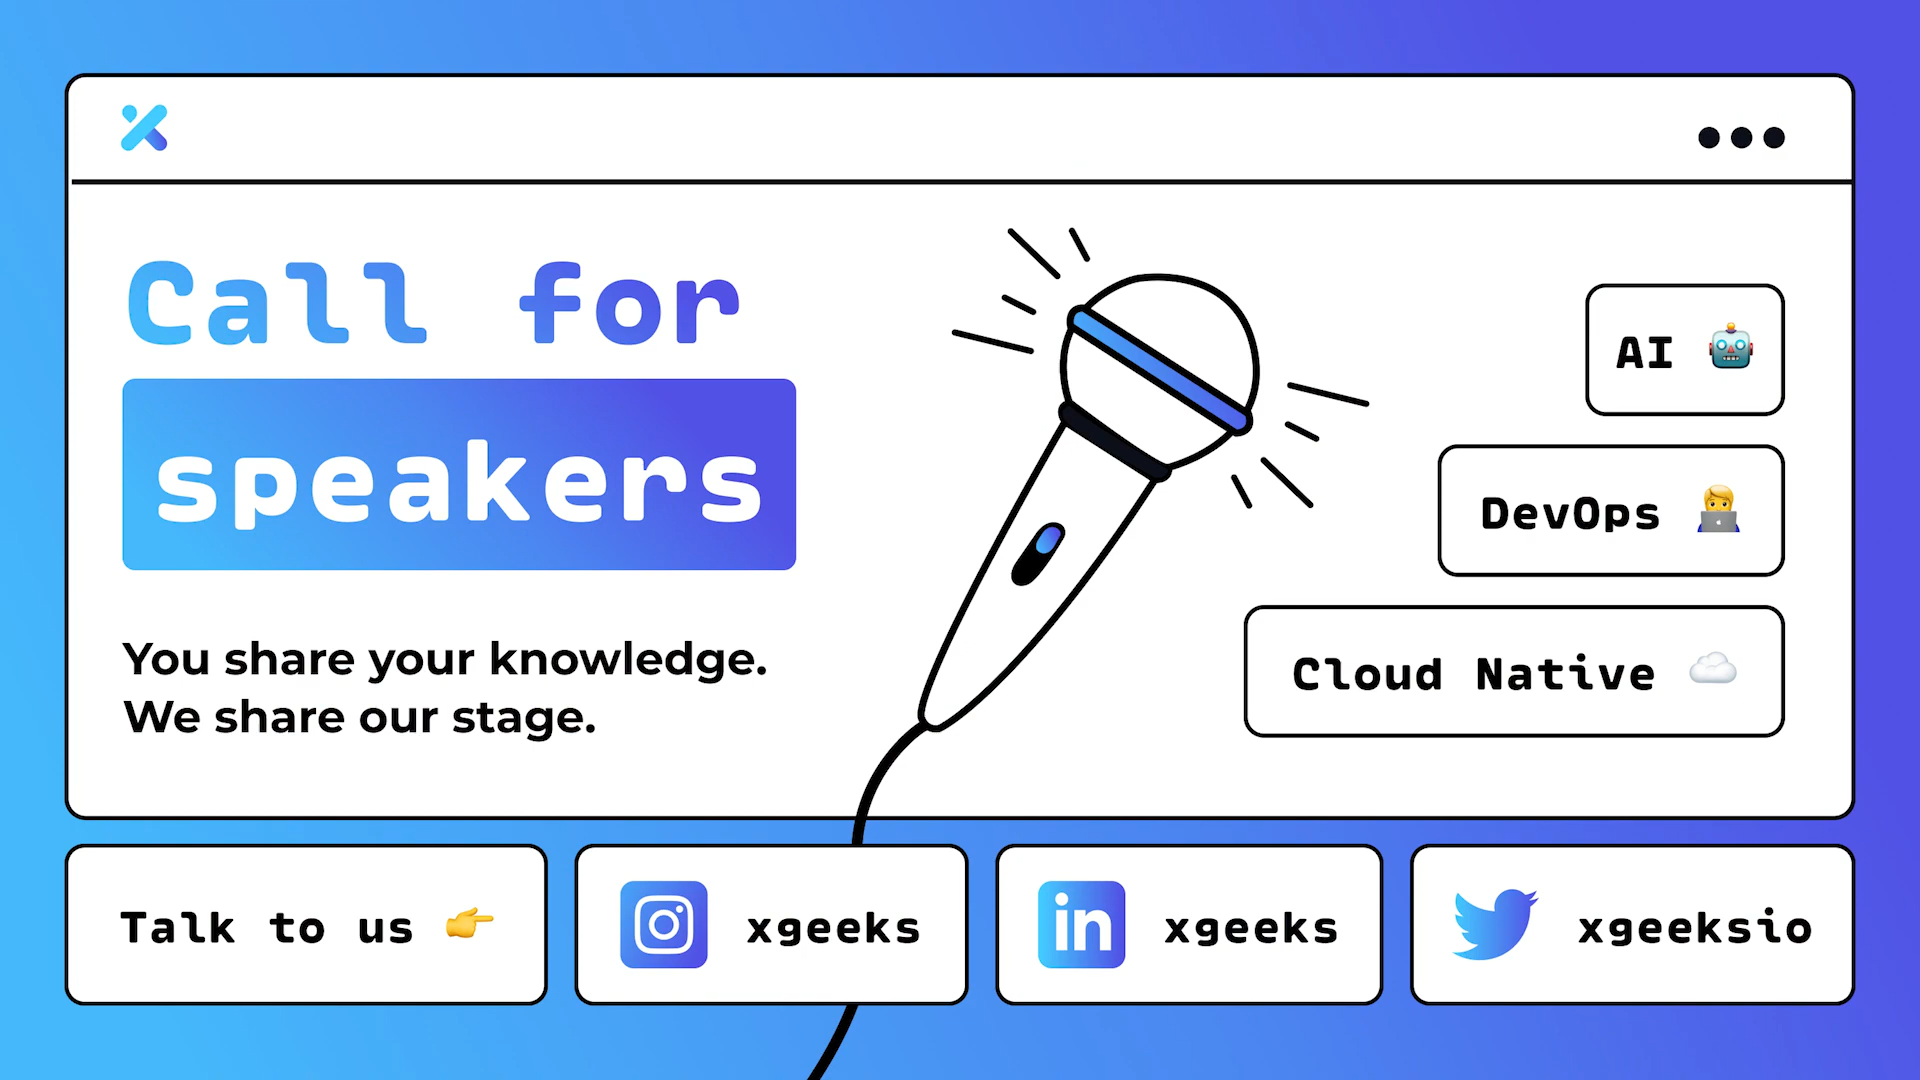 Call for
speakers
You share your knowledge.
We share our stage.
AI 🤖
DevOps 👨‍💻
Cloud Native ☁️
Talk to us 👉
xgeeks
xgeeks
xgeeksio